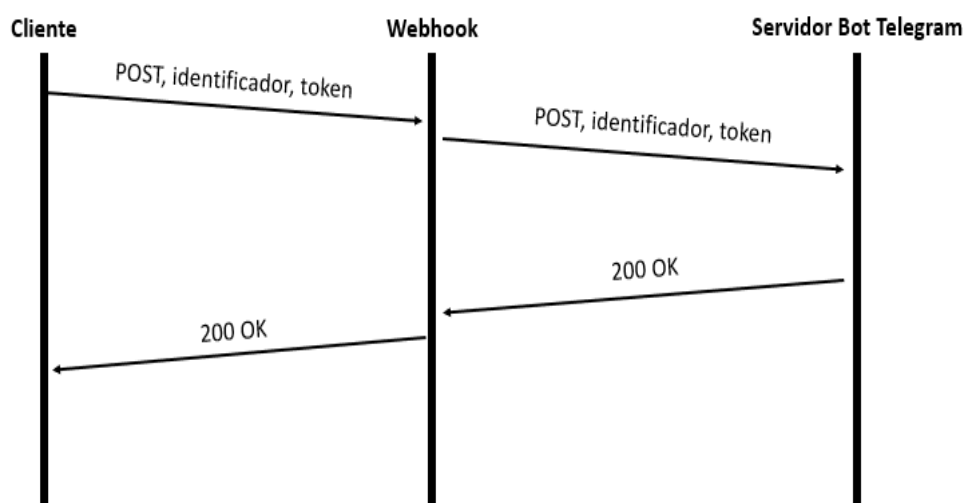 Cliente
Webhook
Servidor Bot Telegram
POST, identificador, token
POST, identificador, token
200 OK
200 OK